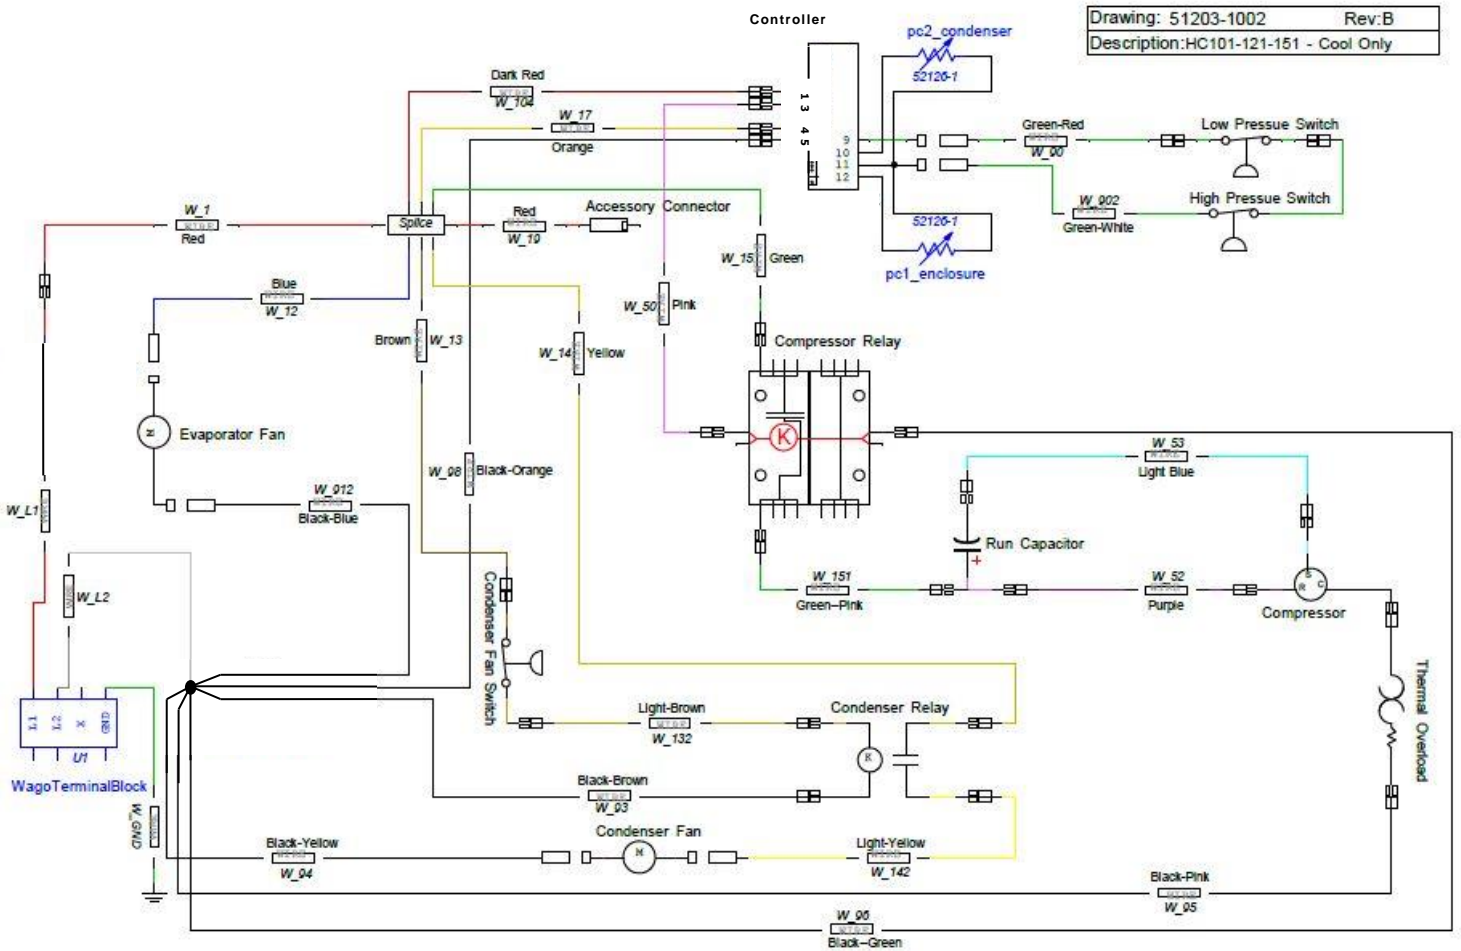 Controller
Drawing: 51203-1002 Rev:B
Description:HC101-121-151 - Cool Only
pc2_condenser
52126-1
Dark Red
W_104
W_17
Orange
1
3
4
5
9
10
11
12
Green-Red
W_90
Low Pressue Switch
High Pressue Switch
W_902
Green-White
W_1
Red
Splice
Red
W_19
Accessory Connector
52126-1
pc1_enclosure
W_15
Green
Blue
W_12
W_50
Pink
Brown
W_13
W_14
Yellow
Compressor Relay
K
Evaporator Fan
W_98
Black-Orange
W_53
Light Blue
W_L1
W_912
Black-Blue
Run Capacitor
+
W_L2
W_151
Green-Pink
W_52
Purple
S
R
C
Compressor
Condenser Fan Switch
Thermal Overload
L1
L2
X
GND
U1
WagoTerminalBlock
Light-Brown
W_132
Condenser Relay
K
W_GND
Black-Brown
W_93
Condenser Fan
M
Black-Yellow
W_94
Light-Yellow
W_142
Black-Pink
W_95
W_96
Black-Green